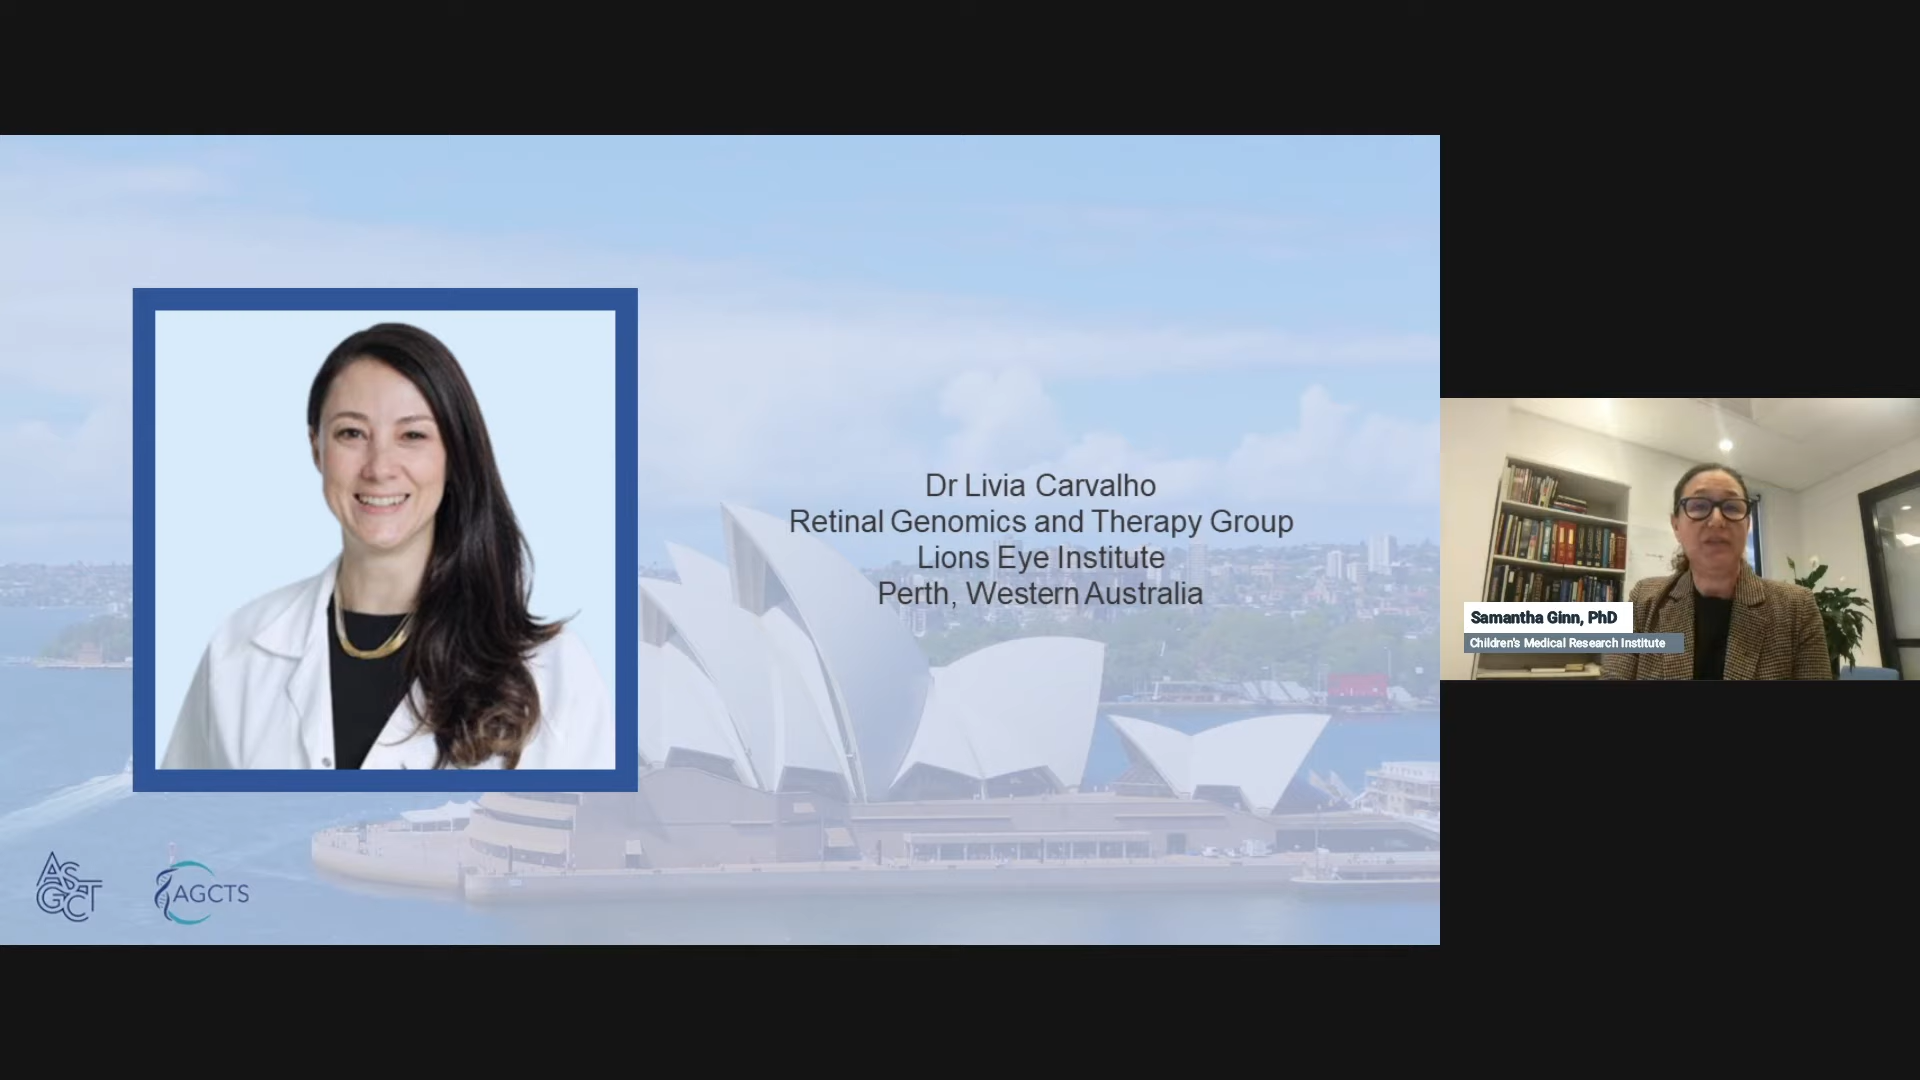 Dr Livia Carvalho
Retinal Genomics and Therapy Group
Lions Eye Institute
Perth, Western Australia
ASGCT
AGCTS
Samantha Ginn, PhD
Children's Medical Research Institute